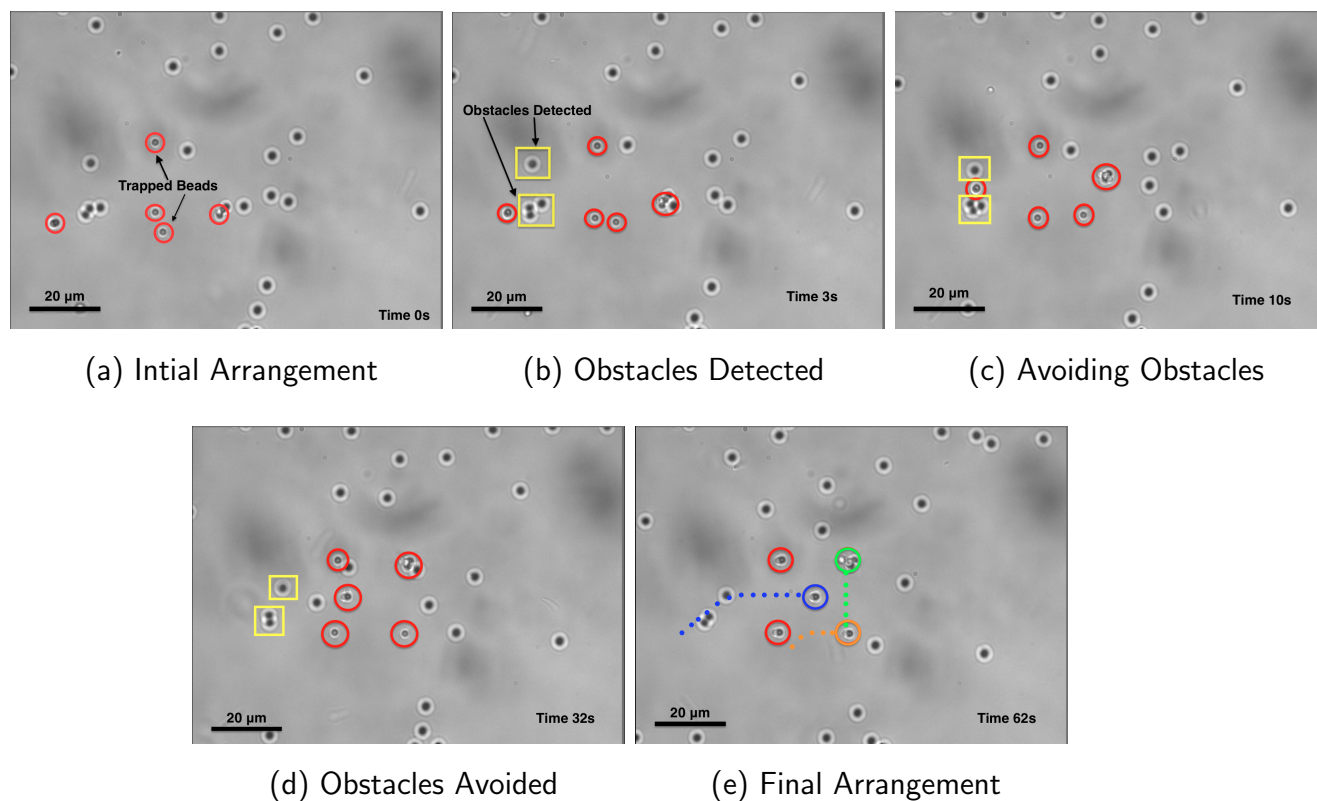 Trapped Beads
20 µm
Time 0s
Obstacles Detected
20 µm
Time 3s
20 µm
Time 10s
(a) Intial Arrangement
(b) Obstacles Detected
(c) Avoiding Obstacles
20 µm
Time 32s
20 µm
Time 62s
(d) Obstacles Avoided
(e) Final Arrangement